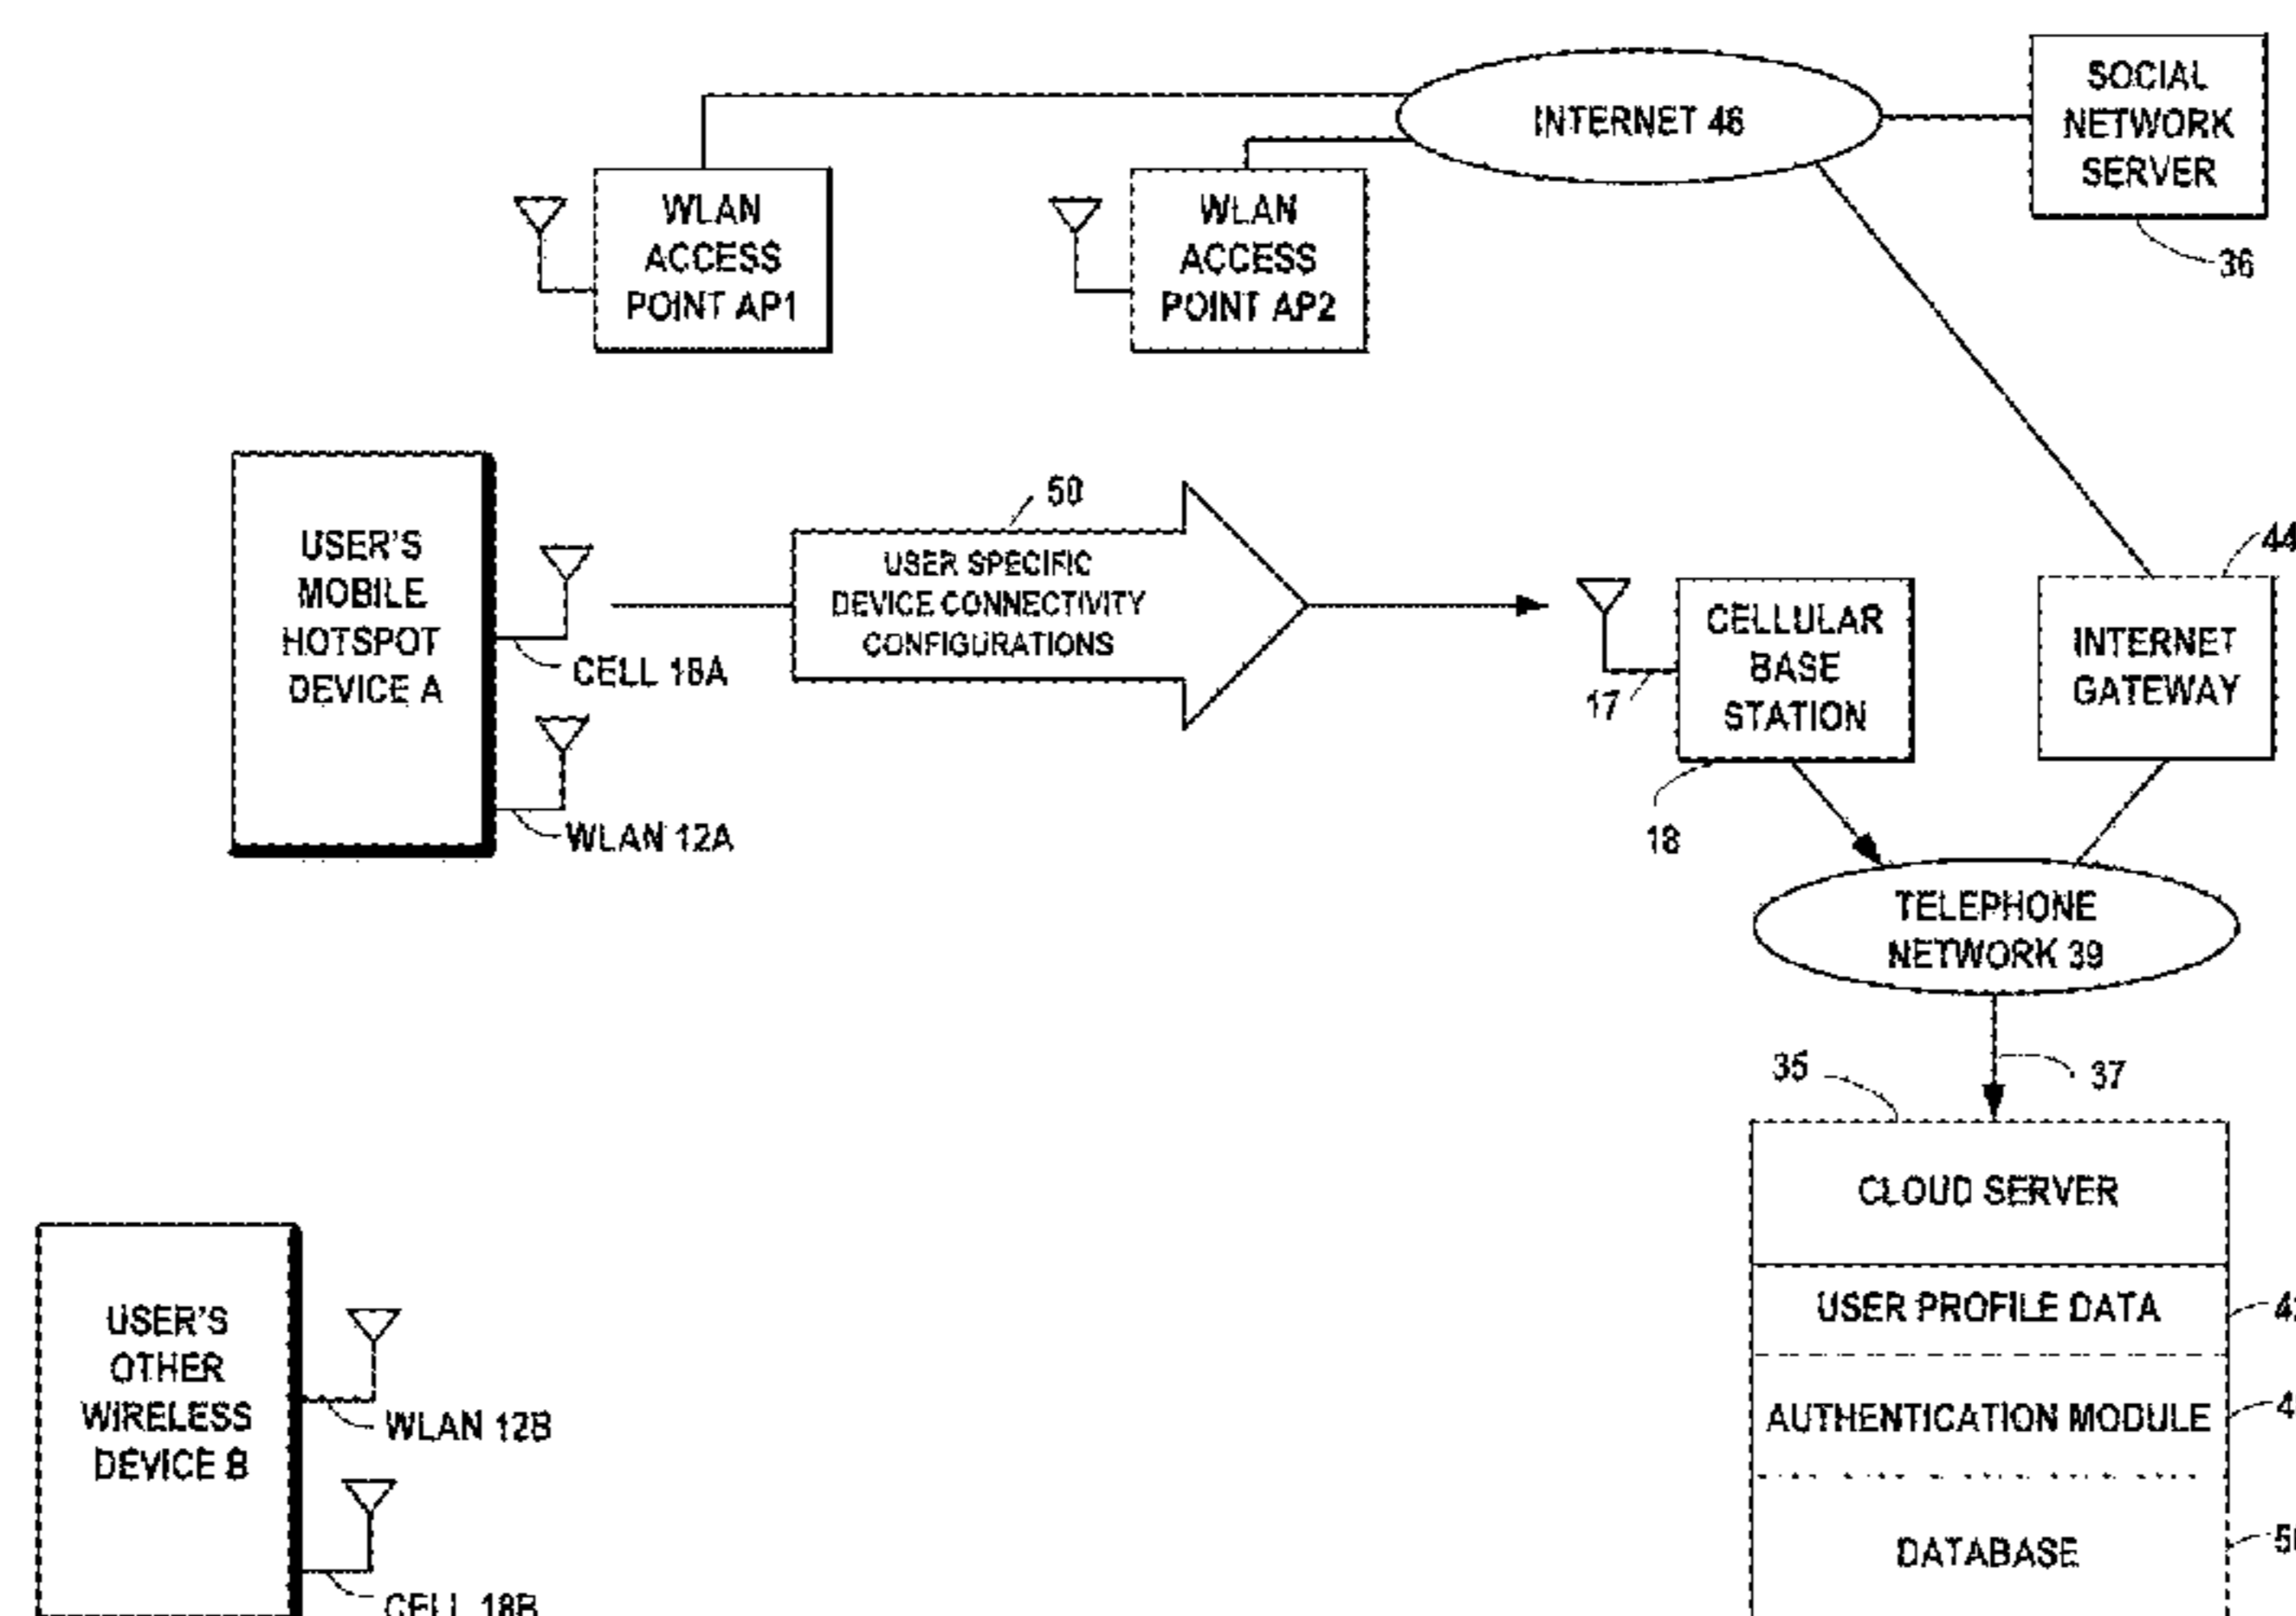 INTERNET 46
SOCIAL
NETWORK
SERVER
36
WLAN
ACCESS
POINT AP1
WLAN
ACCESS
POINT AP2
USER'S
MOBILE
HOTSPOT
DEVICE A
CELL 18A
WLAN 12A
50
USER SPECIFIC
DEVICE CONNECTIVITY
CONFIGURATIONS
17
CELLULAR
BASE
STATION
18
44
INTERNET
GATEWAY
TELEPHONE
NETWORK 39
37
35
CLOUD SERVER
USER PROFILE DATA
AUTHENTICATION MODULE
DATABASE
USER'S
OTHER
WIRELESS
DEVICE B
WLAN 12B
CELL 18B